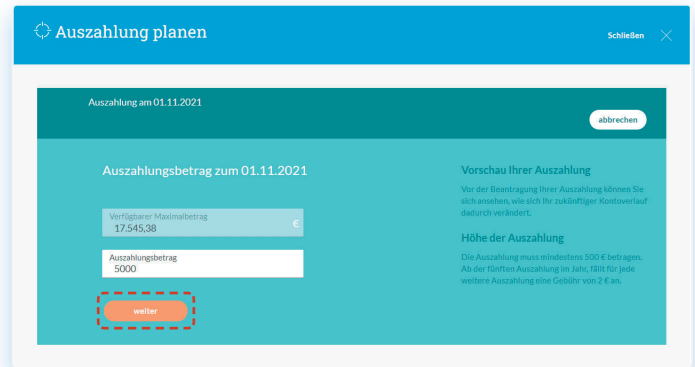 Auszahlung planen
Schließen
Auszahlung am 01.11.2021
abbrechen
Auszahlungsbetrag zum 01.11.2021
Verfügbarer Maximalbetrag
17.545,38 €
Auszahlungsbetrag
5000
weiter
Vorschau Ihrer Auszahlung
Vor der Beantragung Ihrer Auszahlung können Sie
sich ansehen, wie sich Ihr zukünftiger Kontoverlauf
dadurch verändert.
Höhe der Auszahlung
Die Auszahlung muss mindestens 500 € betragen.
Ab der fünften Auszahlung im Jahr, fällt für jede
weitere Auszahlung eine Gebühr von 2 € an.